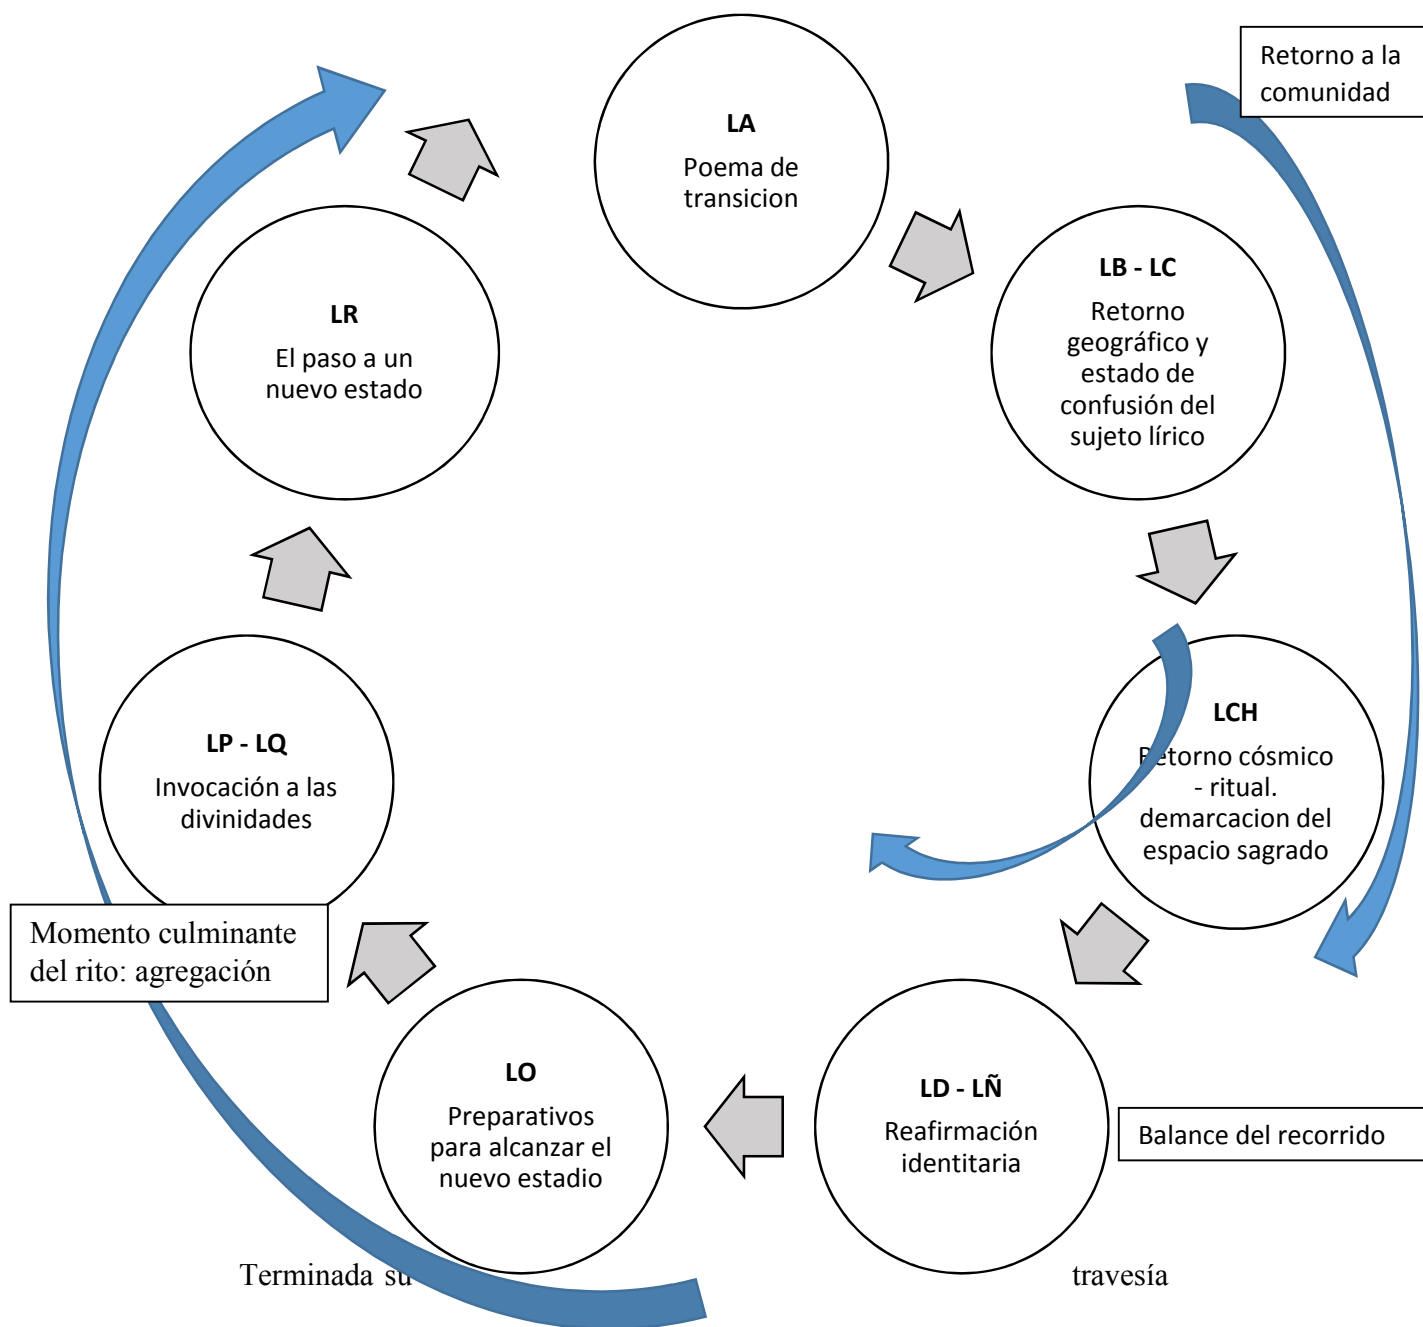 Retorno a la
comunidad
LA
Poema de
transicion
LB - LC
Retorno
geográfico y
estado de
confusión del
sujeto lírico
LCH
Retorno cósmico
- ritual.
demarcacion del
espacio sagrado
LD - LÑ
Reafirmación
identitaria
Balance del recorrido
LO
Preparativos
para alcanzar el
nuevo estadio
LP - LQ
Invocación a las
divinidades
Momento culminante
del rito: agregación
LR
El paso a un
nuevo estado
Terminada su travesía